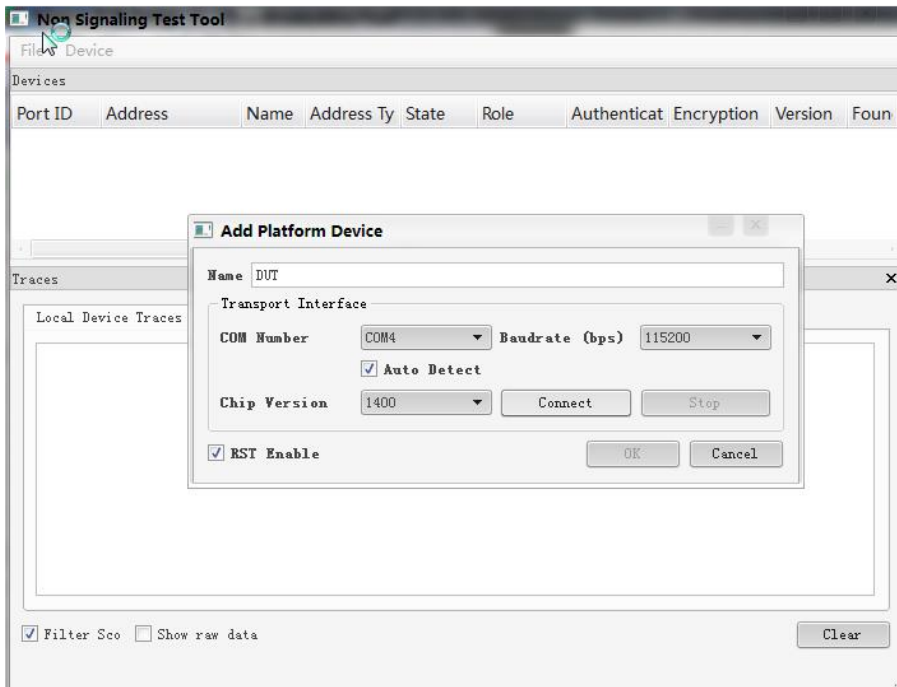 Non Signaling Test Tool
File Device
Devices
Port ID Address Name Address Ty State Role Authenticat Encryption Version Foun
Add Platform Device
Name DUT
Traces
Transport Interface
Local Device Traces
COM Number COM4 Baudrate (bps) 115200
Auto Detect
Chip Version 1400 Connect Stop
RST Enable OK Cancel
Filter Sco Show raw data Clear